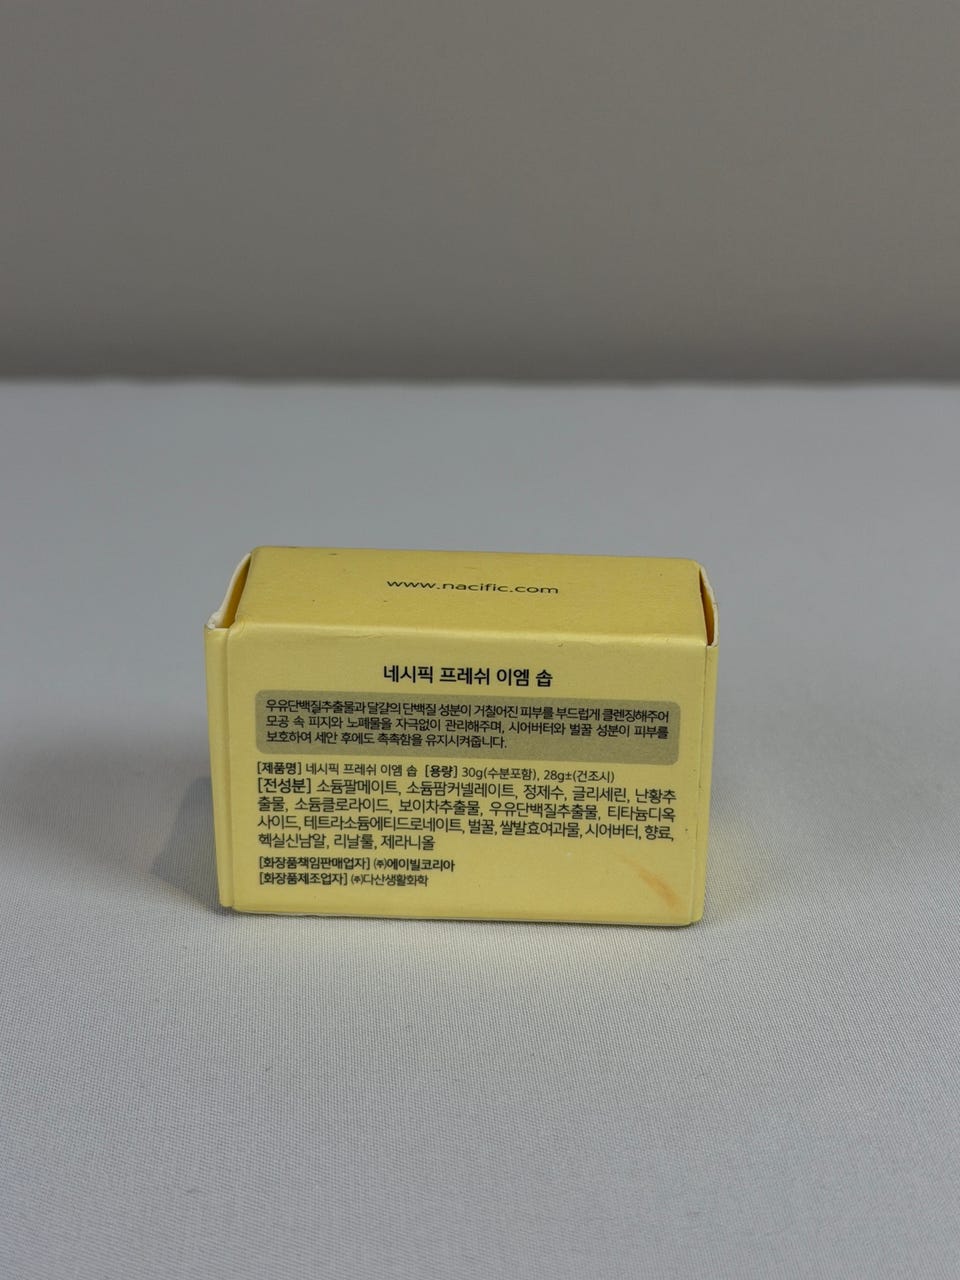 www.nacific.com
네시픽 프레쉬 이엠 솝
우유단백질추출물과 달걀의 단백질 성분이 거칠어진 피부를 부드럽게 클렌징해주어
모공 속 피지와 노폐물을 자극없이 관리해주며, 시어버터와 벌꿀 성분이 피부를
보호하여 세안 후에도 촉촉함을 유지시켜줍니다.
[제품명] 네시픽 프레쉬 이엠 솝 [용량] 30g(수분포함), 28g±(건조시)
[전성분] 소듐팔메이트, 소듐팜커넬레이트, 정제수, 글리세린, 난황추
출물, 소듐클로라이드, 보이차추출물, 우유단백질추출물, 티타늄디옥
사이드, 테트라소듐에티드로네이트, 벌꿀, 쌀발효여과물, 시어버터, 향료,
헥실신남알, 리날룰, 제라니올
[화장품책임판매업자] ㈜에이빌코리아
[화장품제조업자] ㈜다산생활화학